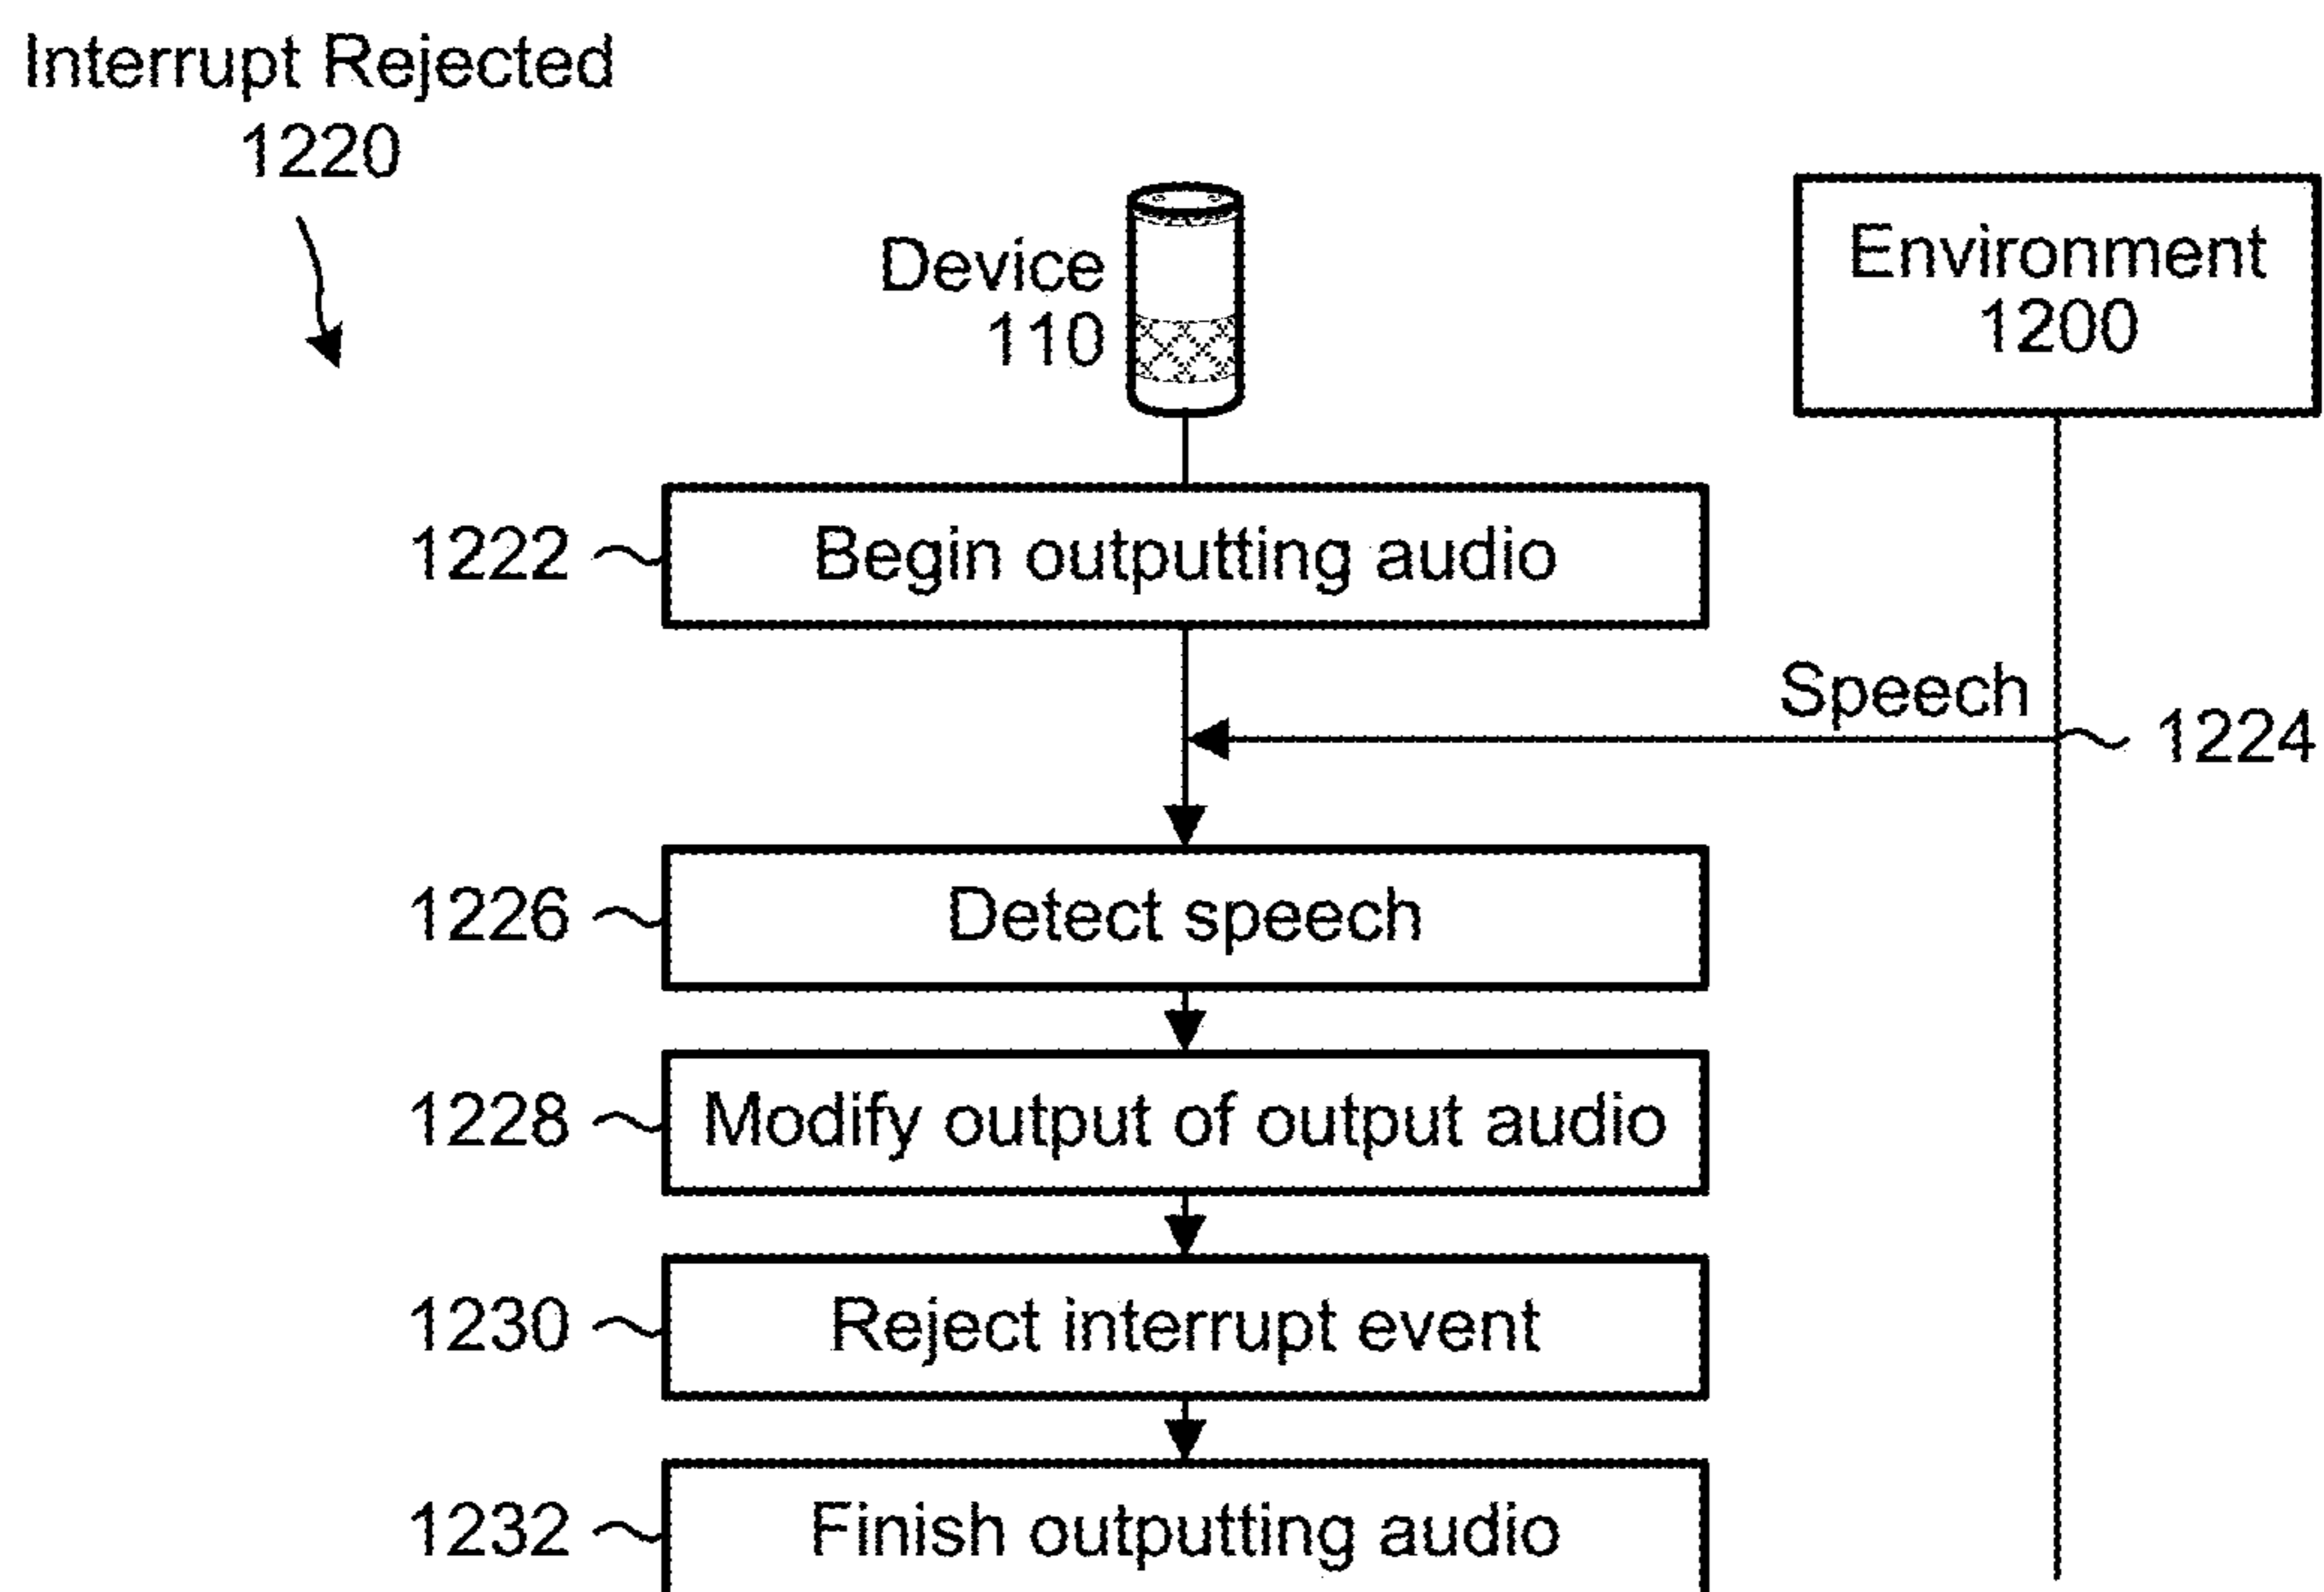 Interrupt Rejected
1220
Device
110
Environment
1200
1222
Begin outputting audio
Speech
1224
1226
Detect speech
1228
Modify output of output audio
1230
Reject interrupt event
1232
Finish outputting audio